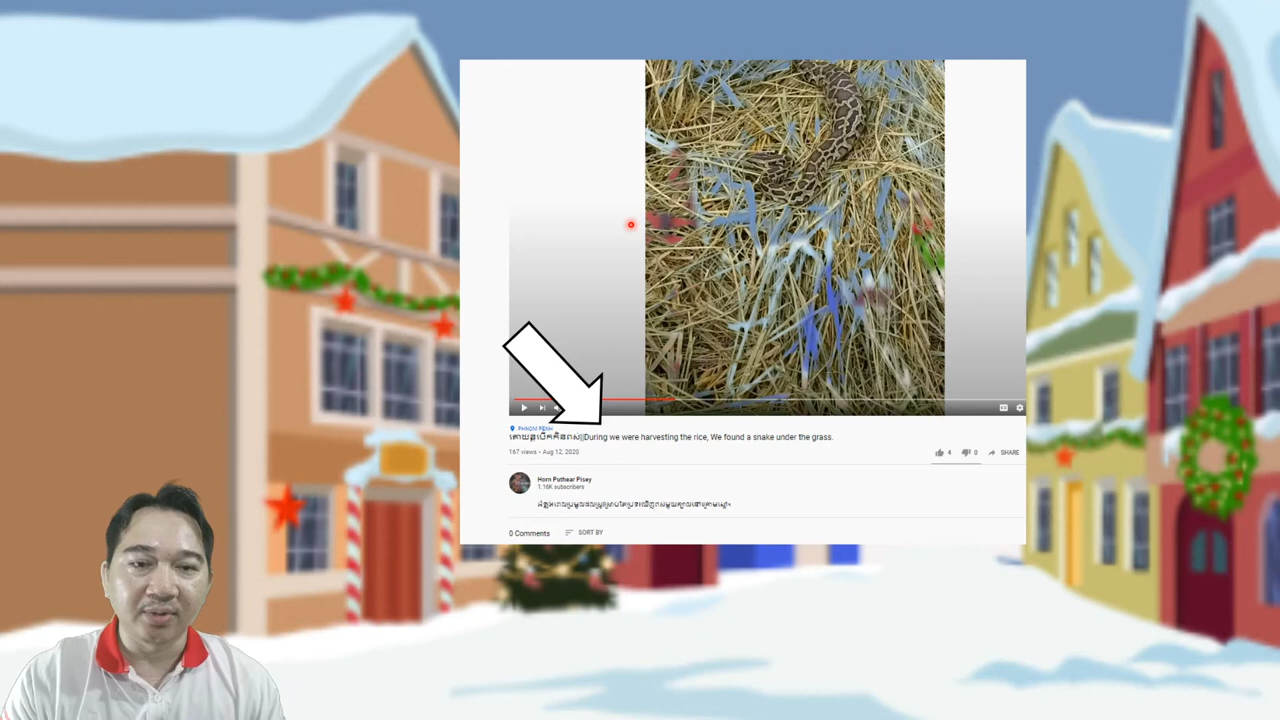 PHNOM PENH
During we were harvesting the rice, We found a snake under the grass.
167 views • Aug 12, 2020
4
0
SHARE
Horn Puthear Pisey
1.16K subscribers
0 Comments
SORT BY